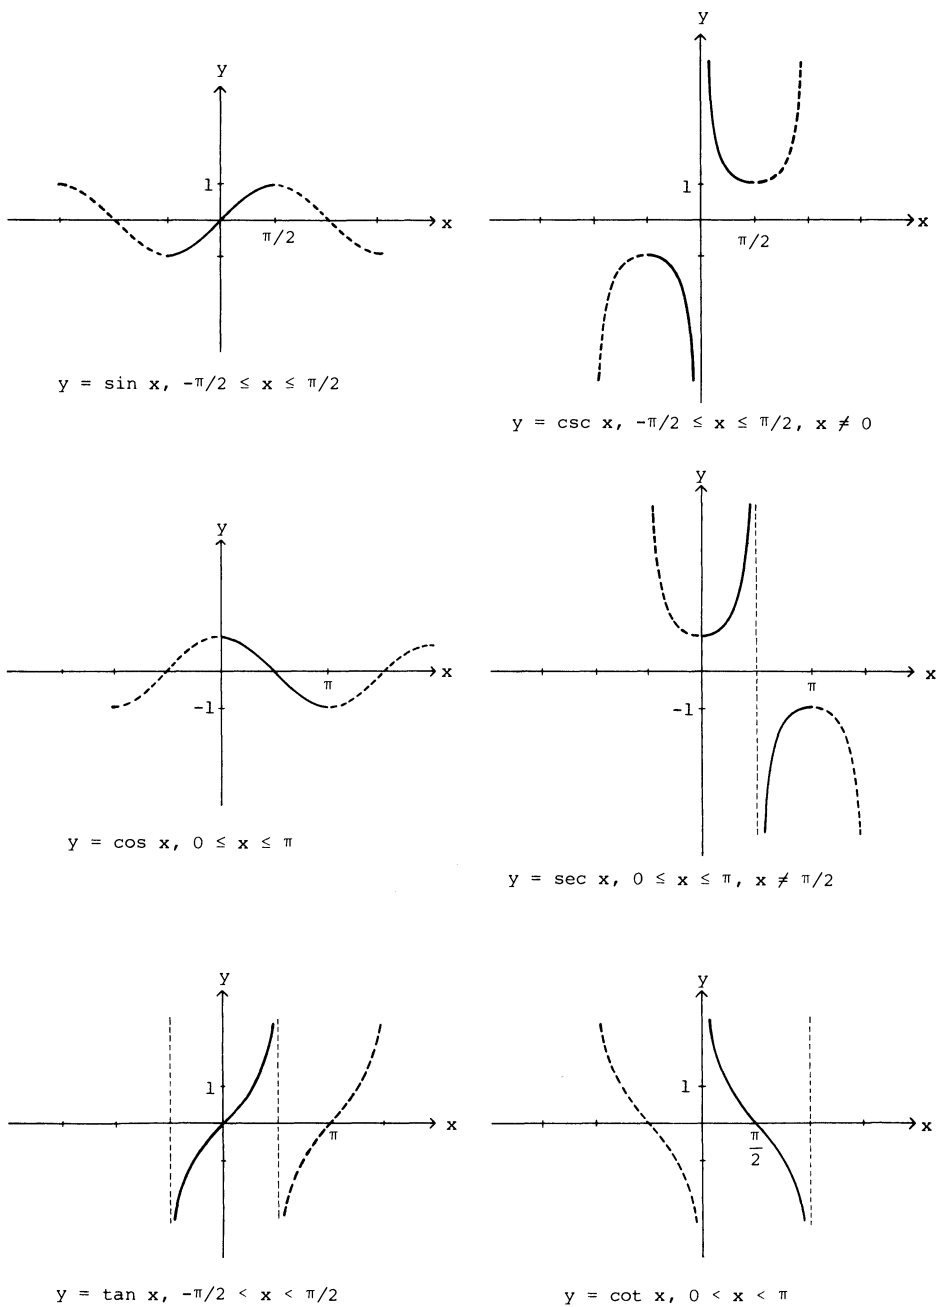 y
1
x
π/2
y = sin x, -π/2 ≤ x ≤ π/2
y
1
x
π/2
y = csc x, -π/2 ≤ x ≤ π/2, x ≠ 0
y
x
π
-1
y = cos x, 0 ≤ x ≤ π
y
x
π
-1
y = sec x, 0 ≤ x ≤ π, x ≠ π/2
y
1
x
π
y = tan x, -π/2 < x < π/2
y
1
x
π
2
y = cot x, 0 < x < π